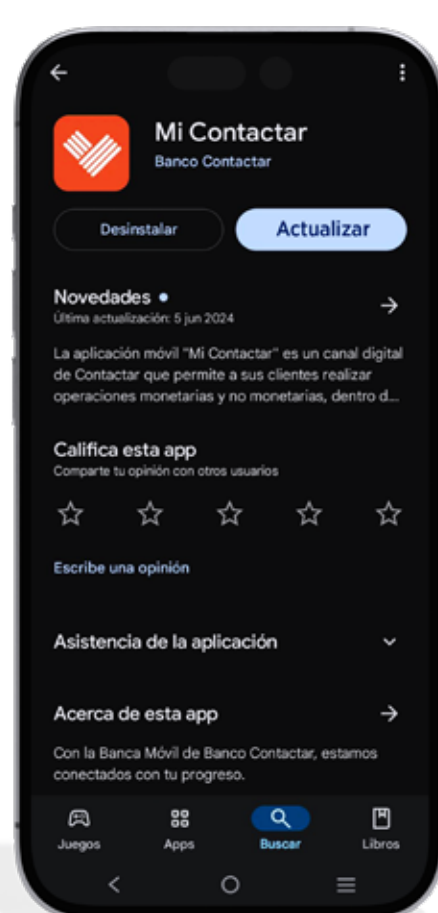 Mi Contactar
Banco Contactar
Desinstalar
Actualizar
Novedades •
Última actualización: 5 jun 2024
La aplicación móvil "Mi Contactar" es un canal digital
de Contactar que permite a sus clientes realizar
operaciones monetarias y no monetarias, dentro d...
Califica esta app
Comparte tu opinión con otros usuarios
Escribe una opinión
Asistencia de la aplicación
Acerca de esta app
Con la Banca Móvil de Banco Contactar, estamos
conectados con tu progreso.
Juegos
Apps
Buscar
Libros